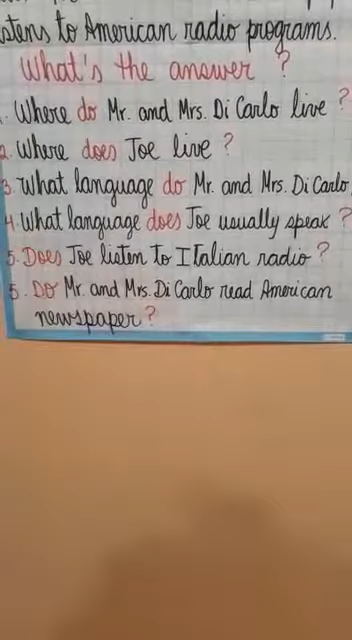 stens to American radio programs.
What's the answer ?
1. Where do Mr. and Mrs. Di Carlo live ?
2. Where does Joe live ?
3. What language do Mr. and Mrs. Di Carlo
4. What language does Joe usually speak ?
5. Does Joe listen to Italian radio ?
5. Do Mr. and Mrs. Di Carlo read American
newspaper ?